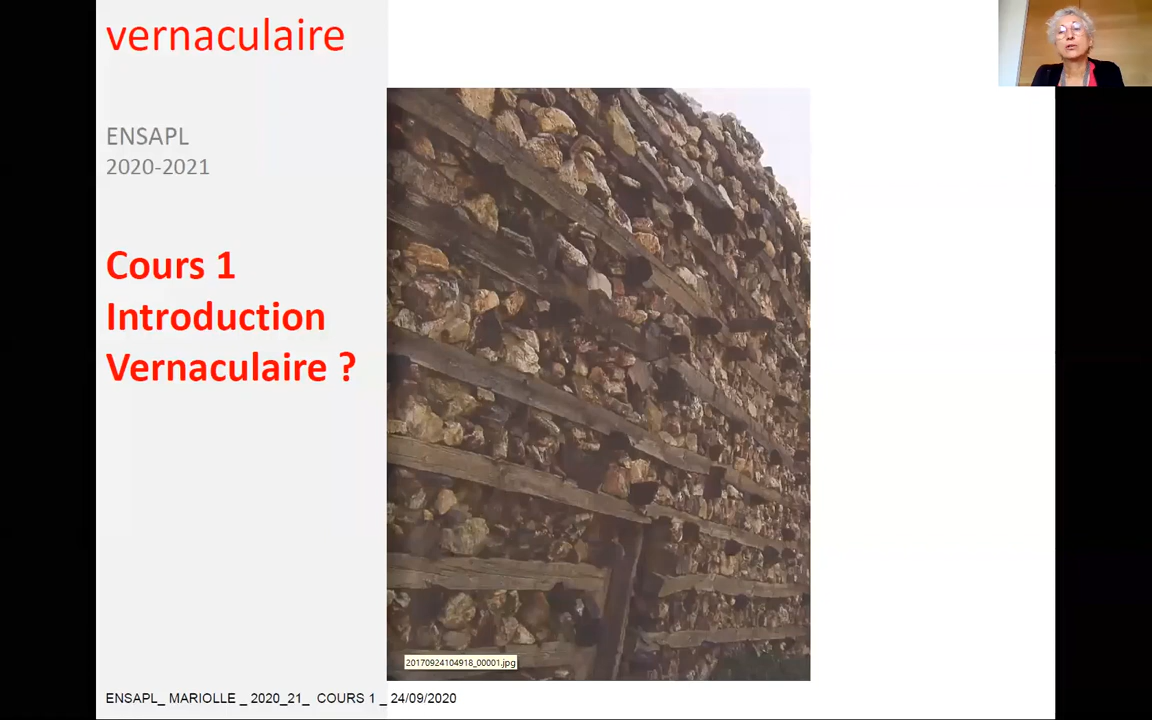 vernaculaire
ENSAPL
2020-2021
Cours 1
Introduction
Vernaculaire ?
20170924104918_00001.jpg
ENSAPL_ MARIOLLE _ 2020_21_ COURS 1 _ 24/09/2020